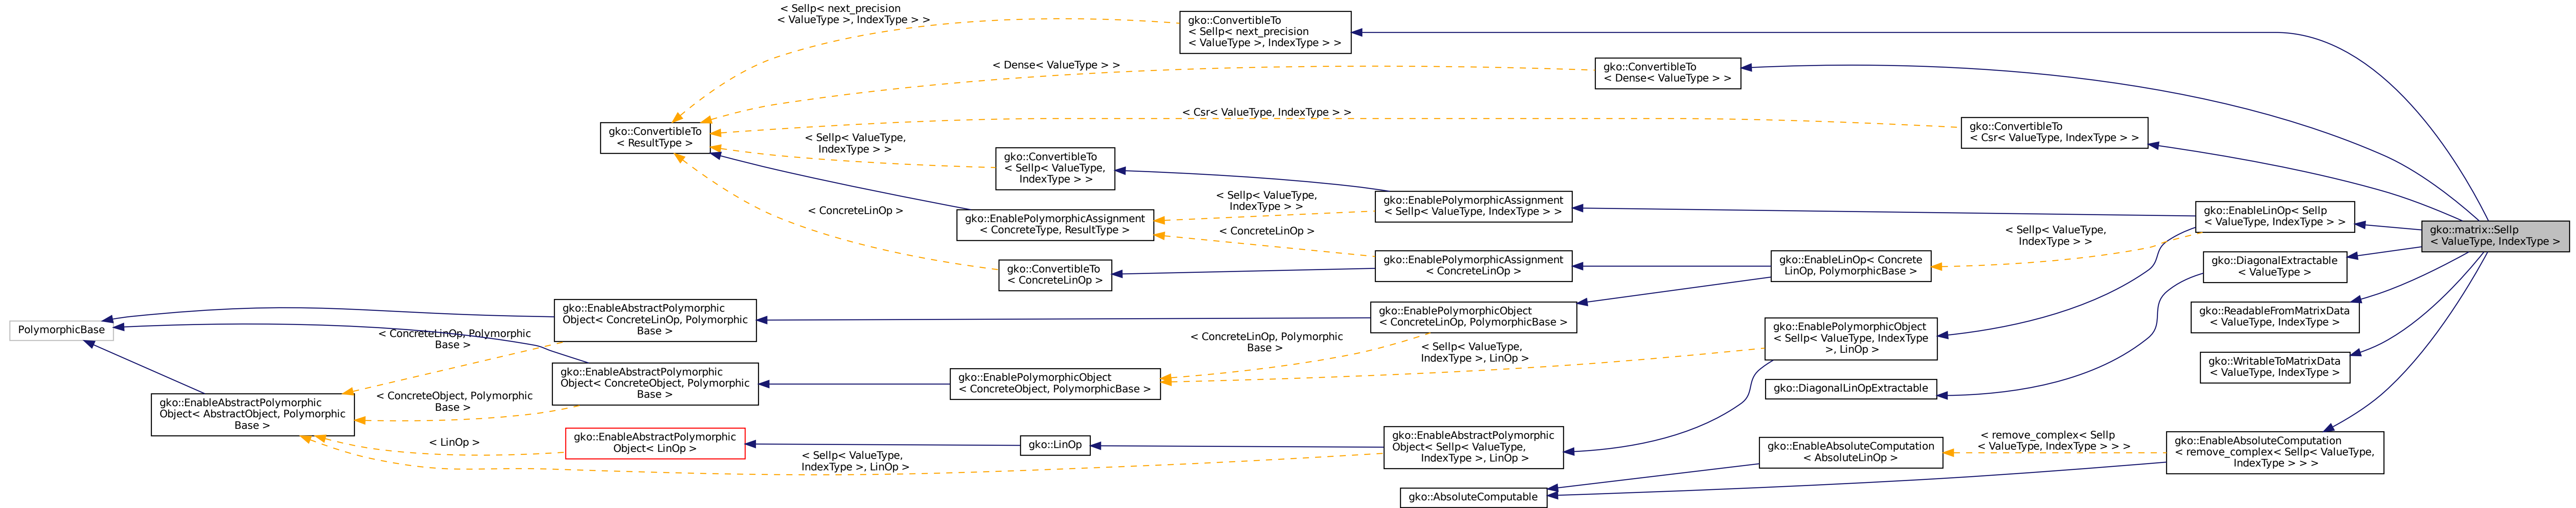 < Sellp< next_precision
< ValueType >, IndexType > >
gko::ConvertibleTo
< Sellp< next_precision
< ValueType >, IndexType > >
< Dense< ValueType > >
gko::ConvertibleTo
< Dense< ValueType > >
< Csr< ValueType, IndexType > >
gko::ConvertibleTo
< Csr< ValueType, IndexType > >
gko::ConvertibleTo
< ResultType >
< Sellp< ValueType,
IndexType > >
gko::ConvertibleTo
< Sellp< ValueType,
IndexType > >
< ConcreteLinOp >
gko::EnablePolymorphicAssignment
< ConcreteType, ResultType >
< Sellp< ValueType,
IndexType > >
< ConcreteLinOp >
gko::EnablePolymorphicAssignment
< Sellp< ValueType, IndexType > >
gko::EnableLinOp< Sellp
< ValueType, IndexType > >
gko::matrix::Sellp
< ValueType, IndexType >
gko::ConvertibleTo
< ConcreteLinOp >
gko::EnablePolymorphicAssignment
< ConcreteLinOp >
gko::EnableLinOp< Concrete
LinOp, PolymorphicBase >
< Sellp< ValueType,
IndexType > >
gko::DiagonalExtractable
< ValueType >
PolymorphicBase
gko::EnableAbstractPolymorphic
Object< ConcreteLinOp, Polymorphic
Base >
gko::EnablePolymorphicObject
< ConcreteLinOp, PolymorphicBase >
gko::ReadableFromMatrixData
< ValueType, IndexType >
< ConcreteLinOp, Polymorphic
Base >
< ConcreteLinOp, Polymorphic
Base >
< Sellp< ValueType,
IndexType >, LinOp >
gko::EnablePolymorphicObject
< Sellp< ValueType, IndexType
>, LinOp >
gko::WritableToMatrixData
< ValueType, IndexType >
gko::EnableAbstractPolymorphic
Object< ConcreteObject, Polymorphic
Base >
gko::EnablePolymorphicObject
< ConcreteObject, PolymorphicBase >
gko::DiagonalLinOpExtractable
gko::EnableAbstractPolymorphic
Object< AbstractObject, Polymorphic
Base >
< ConcreteObject, Polymorphic
Base >
< LinOp >
gko::EnableAbstractPolymorphic
Object< LinOp >
gko::LinOp
gko::EnableAbstractPolymorphic
Object< Sellp< ValueType,
IndexType >, LinOp >
< Sellp< ValueType,
IndexType >, LinOp >
gko::EnableAbsoluteComputation
< AbsoluteLinOp >
< remove_complex< Sellp
< ValueType, IndexType > > >
gko::EnableAbsoluteComputation
< remove_complex< Sellp< ValueType,
IndexType > > >
gko::AbsoluteComputable